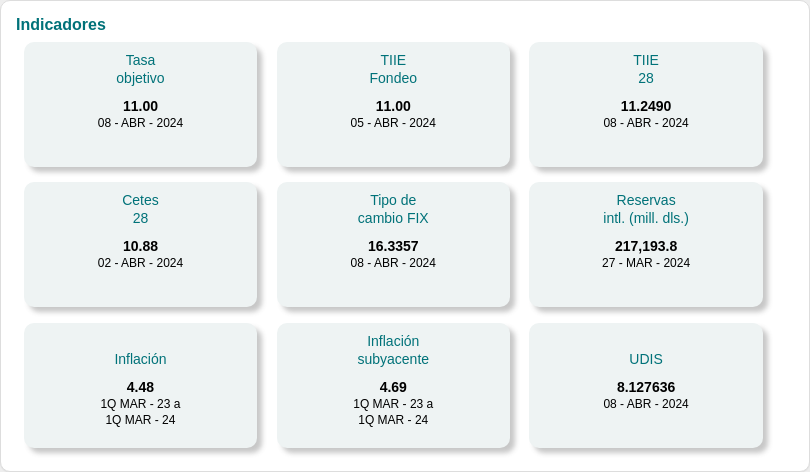 Indicadores
Tasa
objetivo
11.00
08 - ABR - 2024
TIIE
Fondeo
11.00
05 - ABR - 2024
TIIE
28
11.2490
08 - ABR - 2024
Cetes
28
10.88
02 - ABR - 2024
Tipo de
cambio FIX
16.3357
08 - ABR - 2024
Reservas
intl. (mill. dls.)
217,193.8
27 - MAR - 2024
Inflación
4.48
1Q MAR - 23 a
1Q MAR - 24
Inflación
subyacente
4.69
1Q MAR - 23 a
1Q MAR - 24
UDIS
8.127636
08 - ABR - 2024